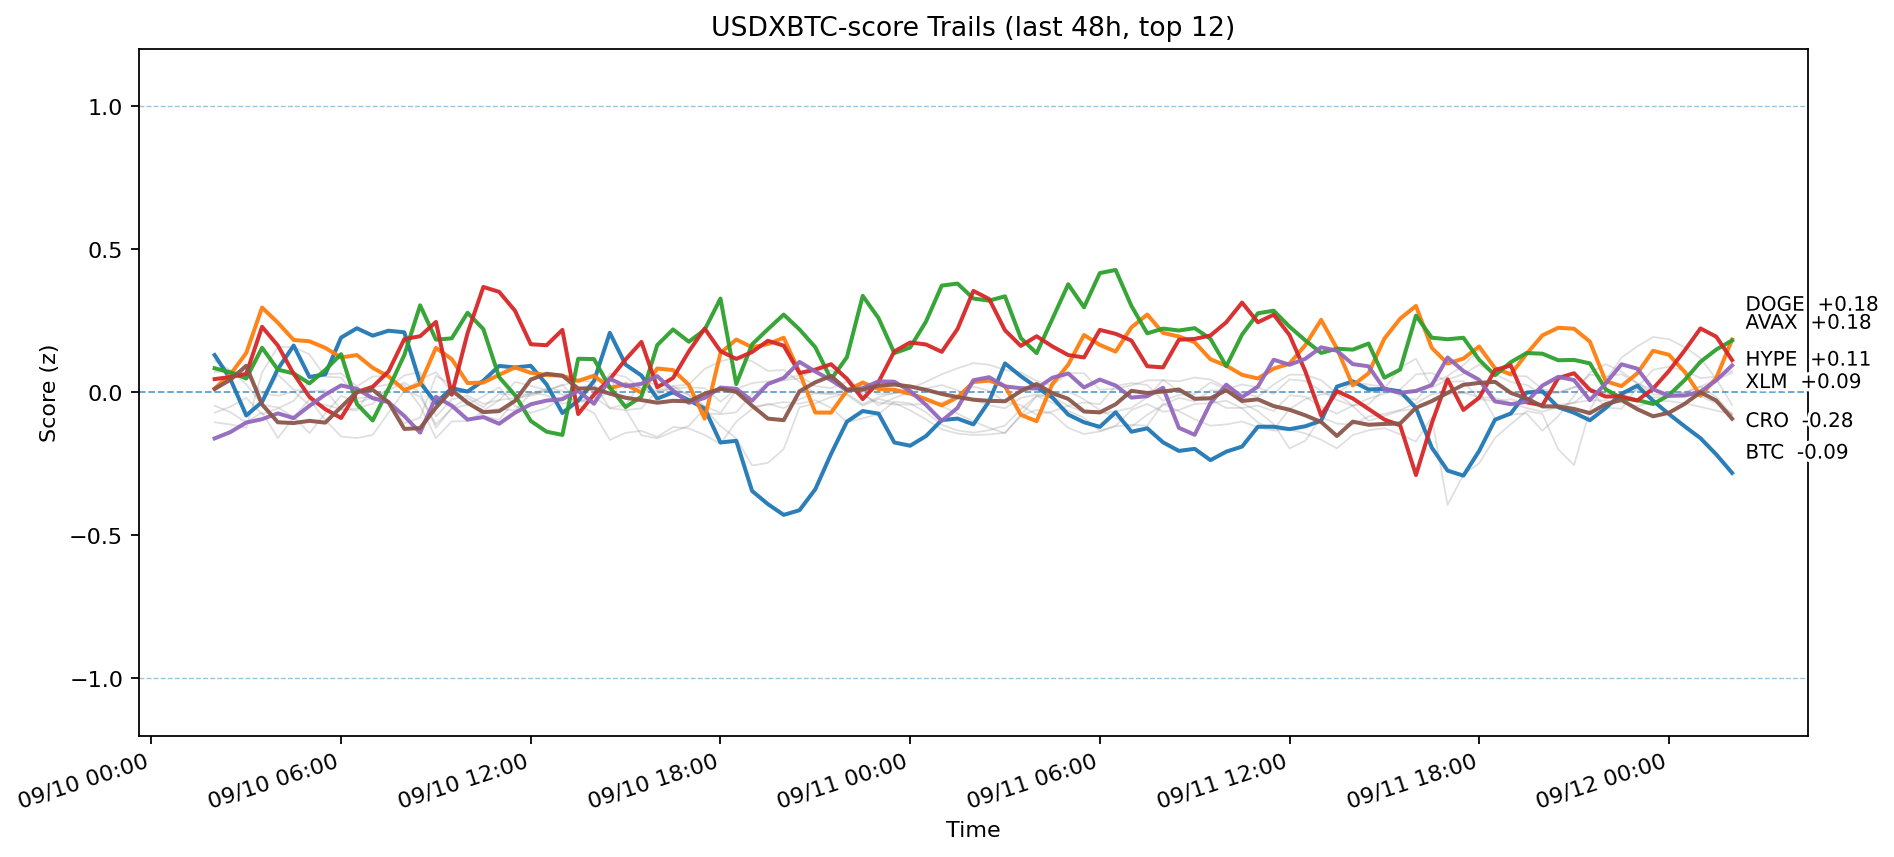 USDXBTC-score Trails (last 48h, top 12)
Score (z)
1.0
0.5
0.0
−0.5
−1.0
DOGE +0.18
AVAX +0.18
HYPE +0.11
XLM +0.09
CRO -0.28
BTC -0.09
09/10 00:00
09/10 06:00
09/10 12:00
09/10 18:00
09/11 00:00
09/11 06:00
09/11 12:00
09/11 18:00
09/12 00:00
Time